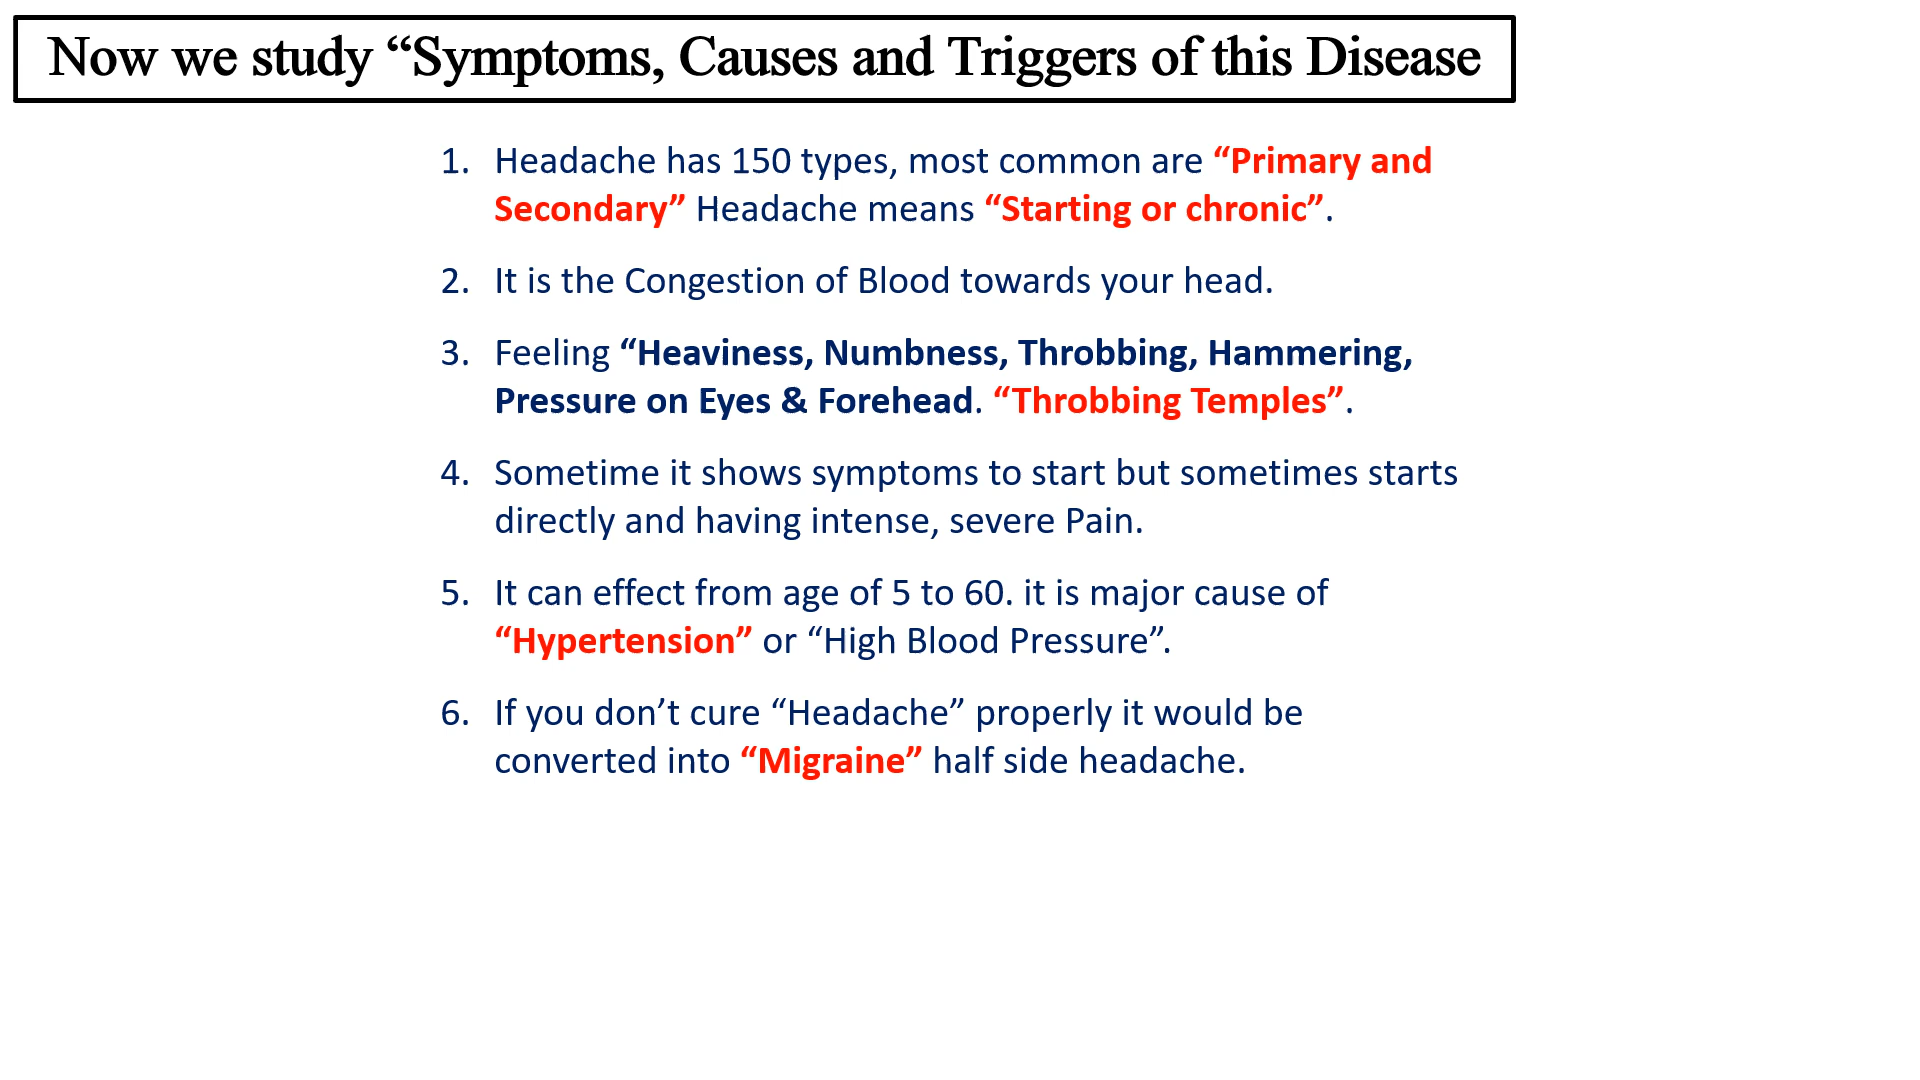 Now we study “Symptoms, Causes and Triggers of this Disease
1. Headache has 150 types, most common are “Primary and
Secondary” Headache means “Starting or chronic”.
2. It is the Congestion of Blood towards your head.
3. Feeling “Heaviness, Numbness, Throbbing, Hammering,
Pressure on Eyes & Forehead. “Throbbing Temples”.
4. Sometime it shows symptoms to start but sometimes starts
directly and having intense, severe Pain.
5. It can effect from age of 5 to 60. it is major cause of
“Hypertension” or “High Blood Pressure”.
6. If you don’t cure “Headache” properly it would be
converted into “Migraine” half side headache.